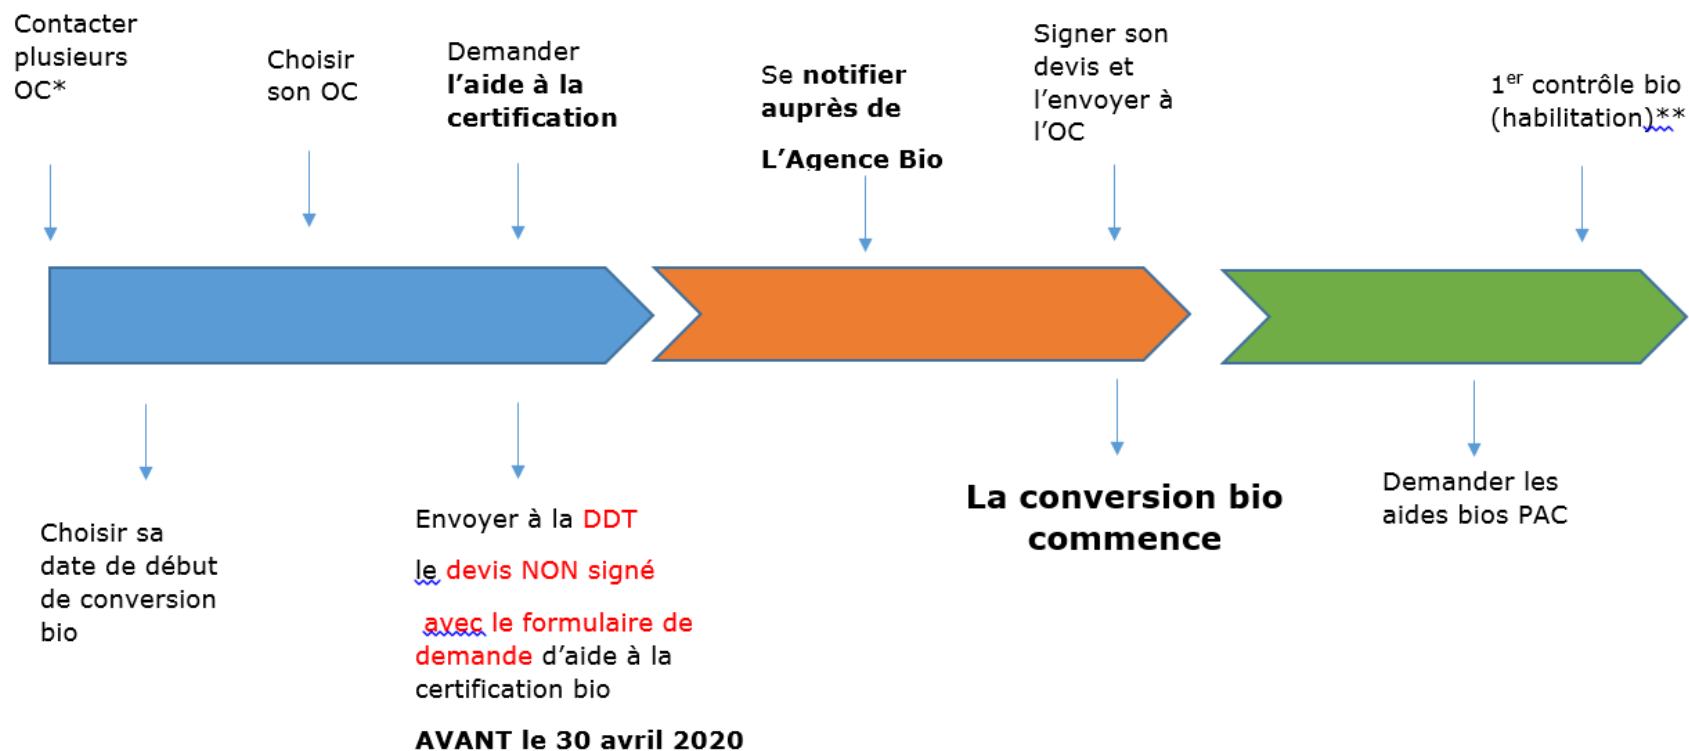 Contacter
plusieurs
OC*
Choisir
son OC
Demander
l’aide à la
certification
Se notifier
auprès de
L’Agence Bio
Signer son
devis et
l’envoyer à
l’OC
1er contrôle bio
(habilitation)**
Choisir sa
date de début
de conversion
bio
Envoyer à la DDT
le devis NON signé
avec le formulaire de
demande d’aide à la
certification bio
AVANT le 30 avril 2020
La conversion bio
commence
Demander les
aides bios PAC